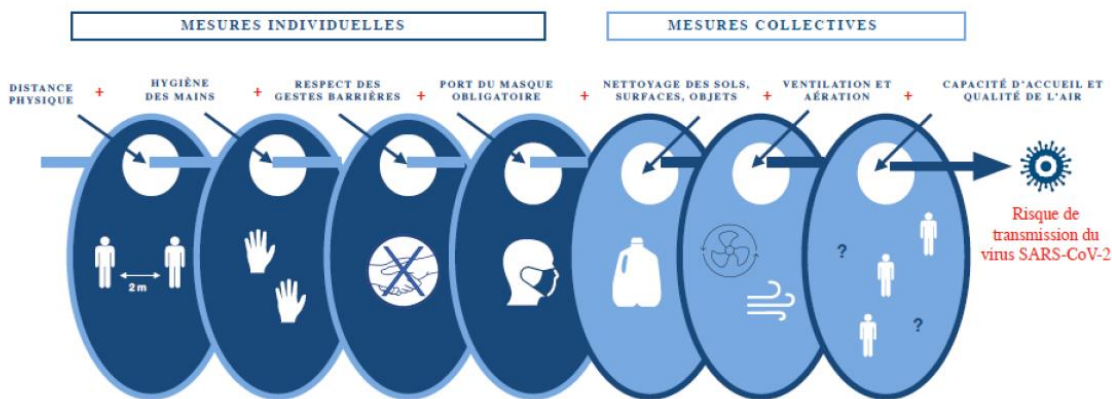 MESURES INDIVIDUELLES
MESURES COLLECTIVES
DISTANCE
PHYSIQUE
+
HYGIÈNE
DES MAINS
+
RESPECT DES
GESTES BARRIÈRES
+
PORT DU MASQUE
OBLIGATOIRE
+
NETTOYAGE DES SOLS,
SURFACES, OBJETS
+
VENTILATION ET
AÉRATION
+
CAPACITÉ D'ACCUEIL ET
QUALITÉ DE L'AIR
2 m
?
?
Risque de
transmission du
virus SARS-CoV-2